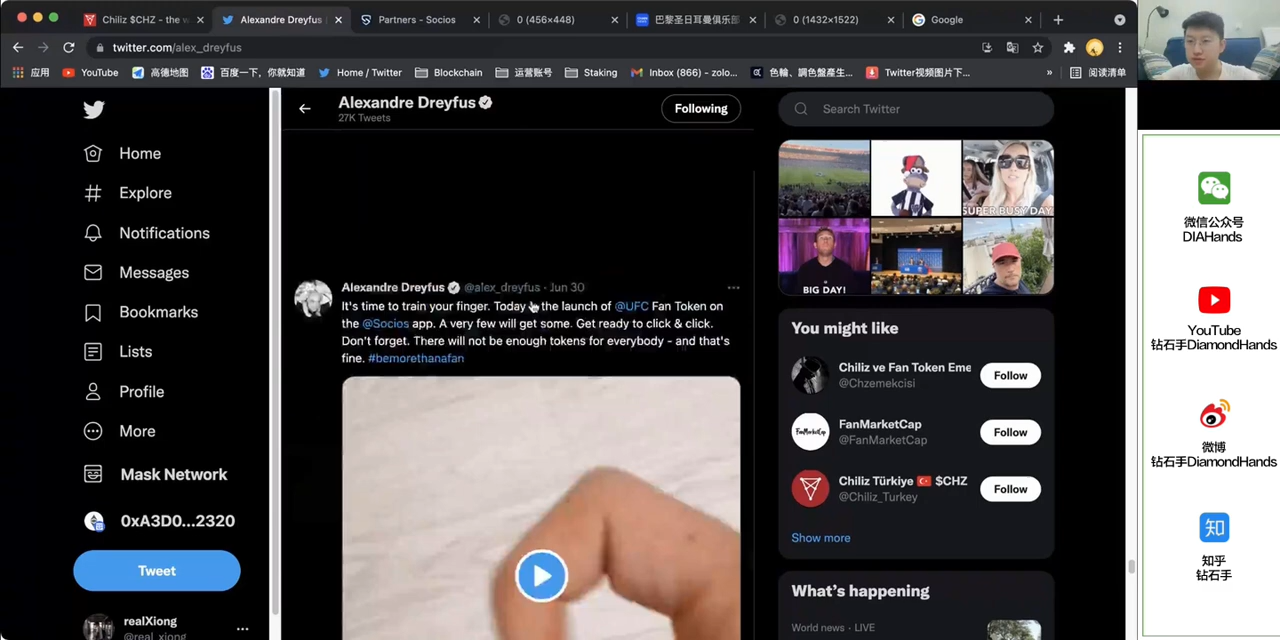 Chiliz $CHZ - the w
Alexandre Dreyfus
Partners - Socios
0 (456×448)
巴黎圣日耳曼俱乐部
0 (1432×1522)
Google
twitter.com/alex_dreyfus
应用
YouTube
高德地图
百度一下，你就知道
Home / Twitter
Blockchain
运营账号
Staking
Inbox (866) - zolo...
色輪、調色盤產生...
Twitter视频图片下...
»
阅读清单
Alexandre Dreyfus
27K Tweets
Following
Search Twitter
Home
Explore
Notifications
Messages
Bookmarks
Lists
Profile
More
Mask Network
0xA3D0...2320
Tweet
realXiong
@real_xiong
Alexandre Dreyfus @alex_dreyfus · Jun 30
It's time to train your finger. Today the launch of @UFC Fan Token on
the @Socios app. A very few will get some. Get ready to click & click.
Don't forget. There will not be enough tokens for everybody - and that's
fine. #bemorethanafan
SUPER BUSY DAY
BIG DAY!
You might like
Chiliz ve Fan Token Eme
@Chzemekcisi
Follow
FanMarketCap
FanMarketCap
@FanMarketCap
Follow
Chiliz Türkiye 🇹🇷 $CHZ
@Chiliz_Turkey
Follow
Show more
What's happening
World news · LIVE
微信公众号
DIAHands
YouTube
钻石手DiamondHands
微博
钻石手DiamondHands
知
知乎
钻石手